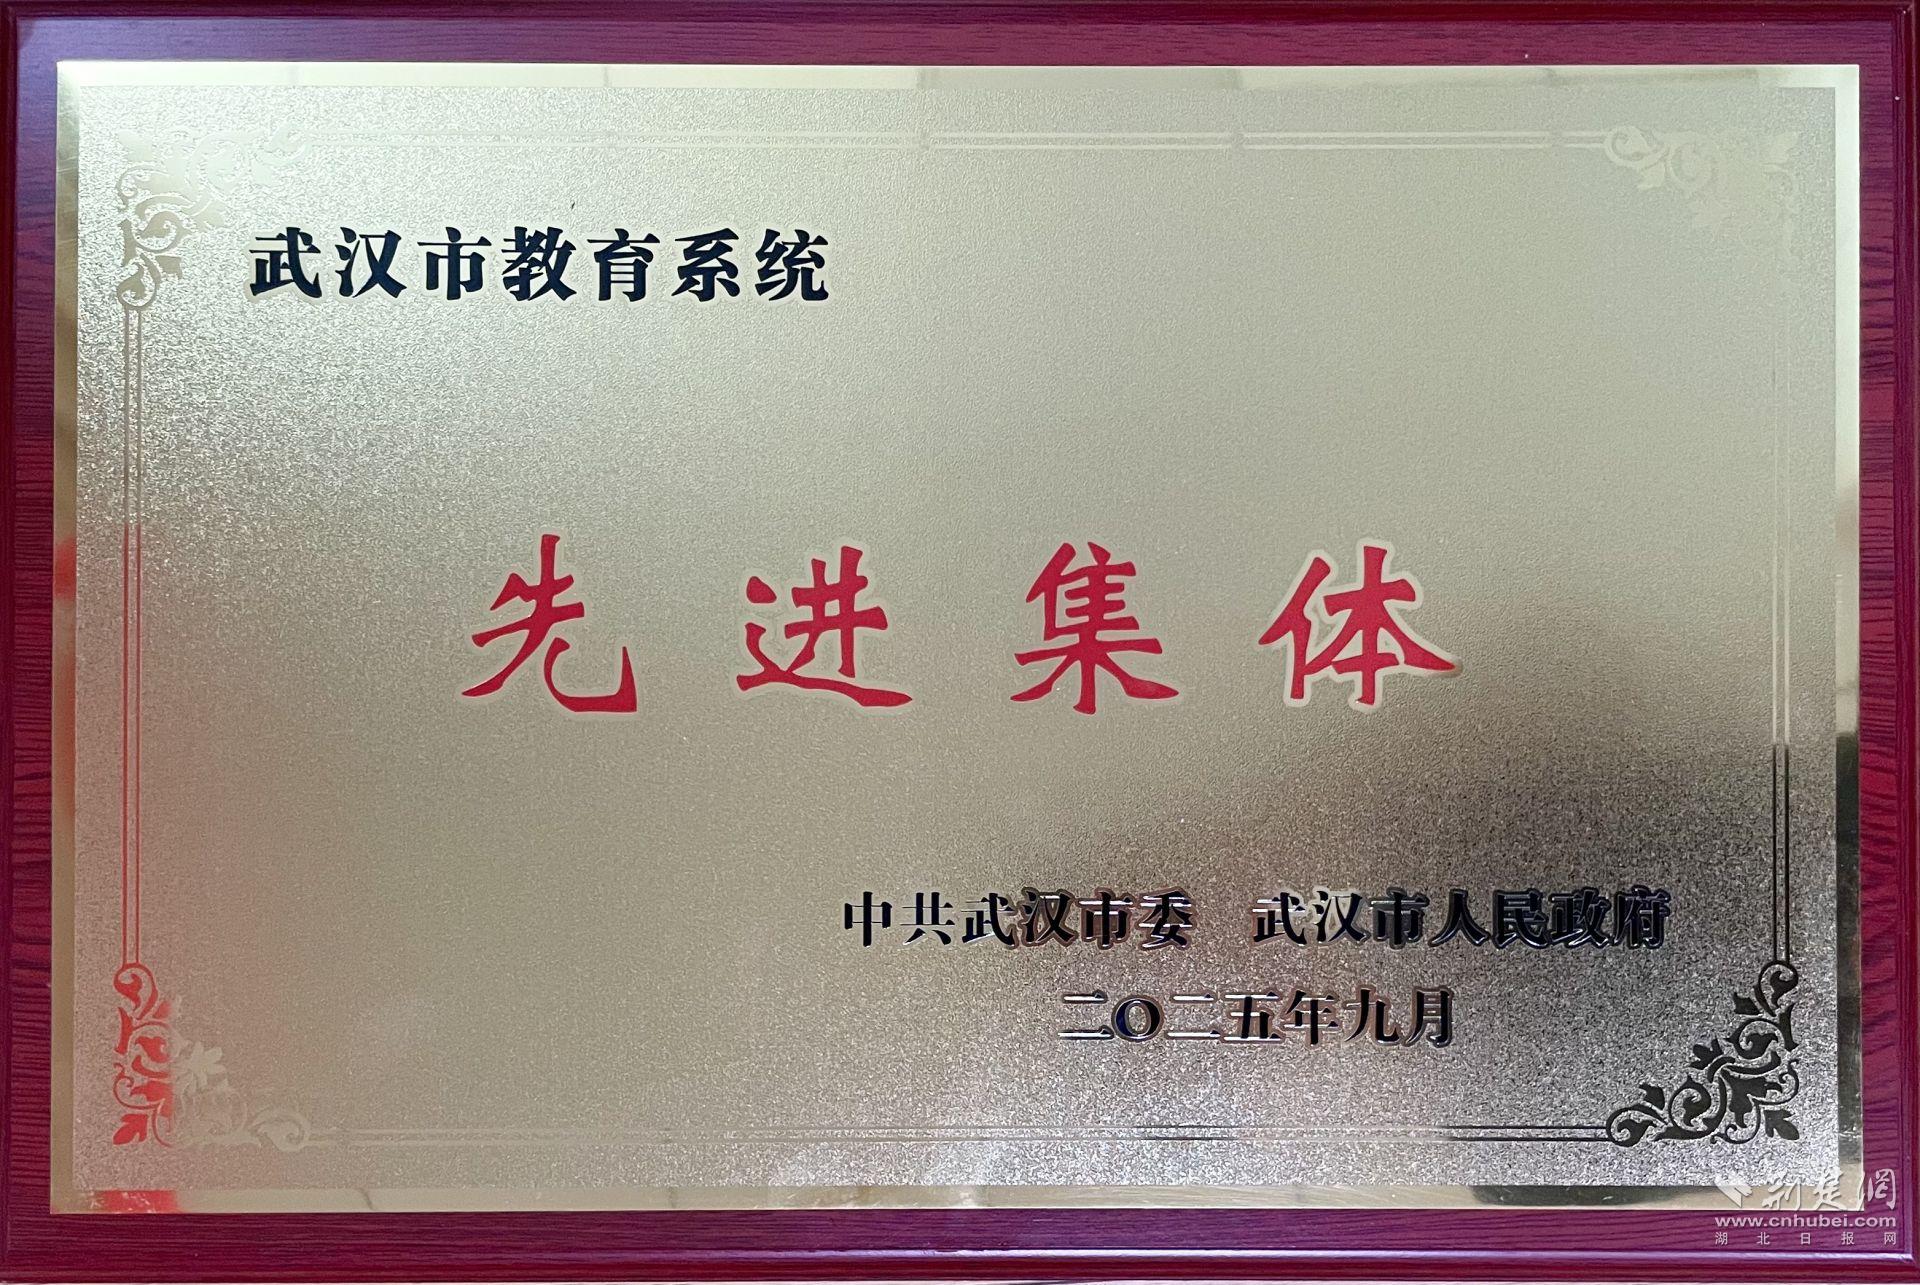 武汉市教育系统
先进集体
中共武汉市委 武汉市人民政府
二〇二五年九月
荆楚網
www.cnhubei.com
湖北日报网